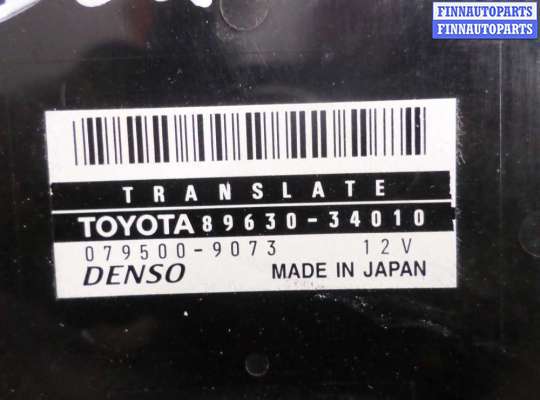 FINNAUTOPARTS
FINNAUTOPARTS
TRANSLATE
TOYOTA 89630-34010
079500-9073 12V
DENSO MADE IN JAPAN